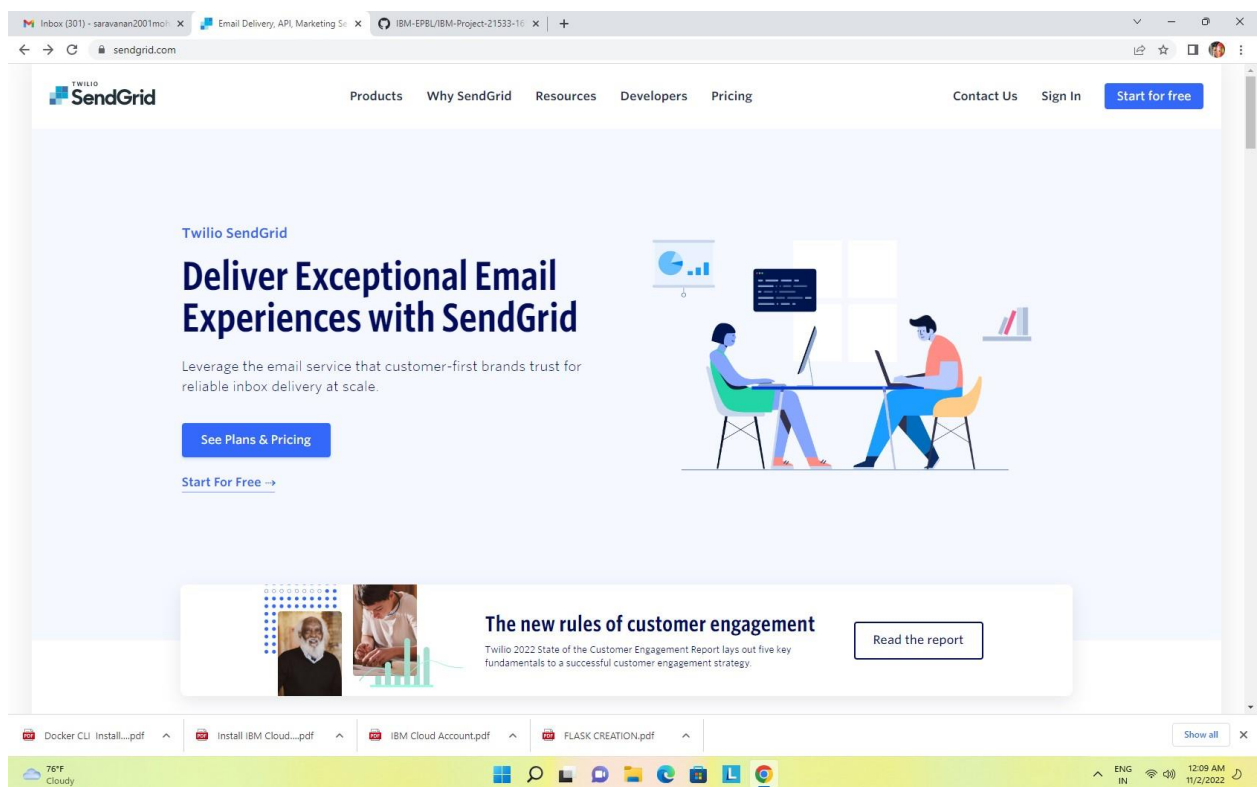 Inbox (301) - saravanan2001moh
Email Delivery, API, Marketing Se
IBM-EPBL/IBM-Project-21533-16
sendgrid.com
TWILIO
SendGrid
Products Why SendGrid Resources Developers Pricing Contact Us Sign In Start for free
Twilio SendGrid
Deliver Exceptional Email
Experiences with SendGrid
Leverage the email service that customer-first brands trust for
reliable inbox delivery at scale.
See Plans & Pricing
Start For Free →
The new rules of customer engagement
Twilio 2022 State of the Customer Engagement Report lays out five key
fundamentals to a successful customer engagement strategy.
Read the report
Docker CLI Install....pdf
Install IBM Cloud....pdf
IBM Cloud Account.pdf
FLASK CREATION.pdf
Show all
76°F
Cloudy
ENG
IN
12:09 AM
11/2/2022